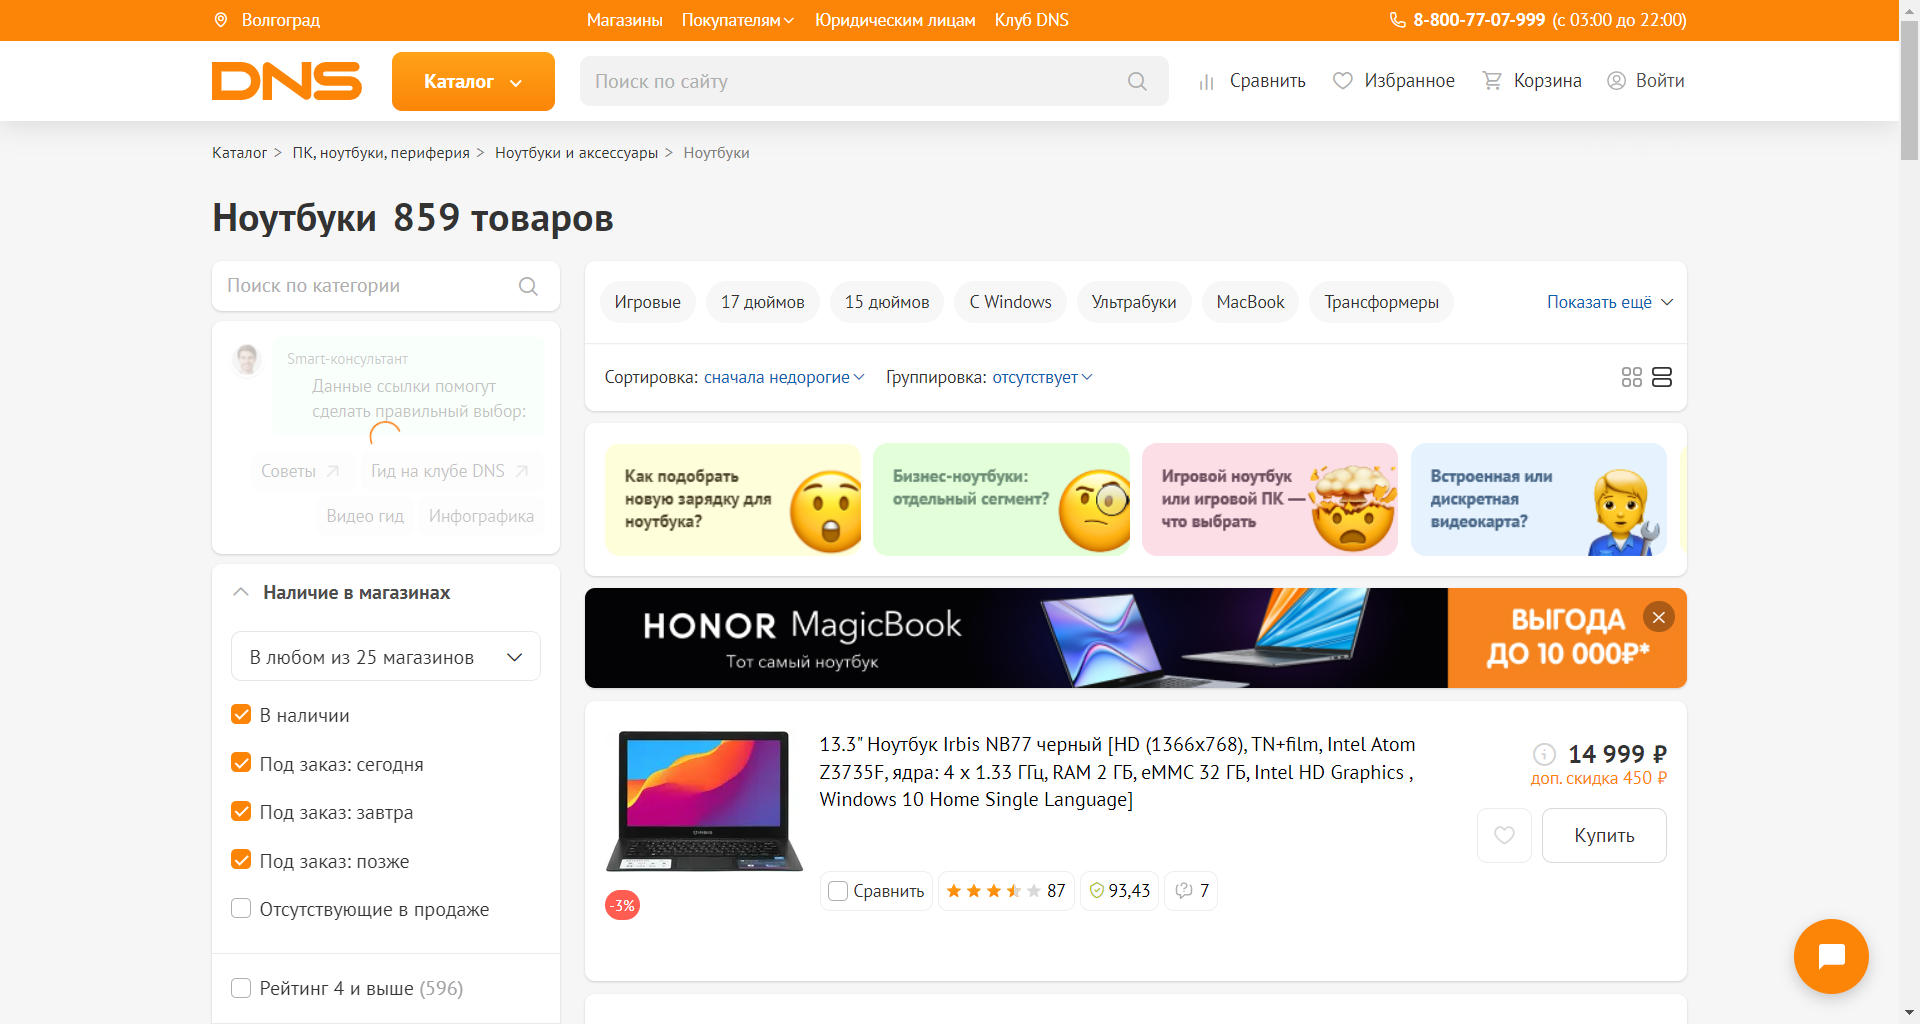 Волгоград
Магазины Покупателям Юридическим лицам Клуб DNS
8-800-77-07-999 (с 03:00 до 22:00)
DNS
Каталог
Поиск по сайту
Сравнить
Избранное
Корзина
Войти
Каталог > ПК, ноутбуки, периферия > Ноутбуки и аксессуары > Ноутбуки
Ноутбуки 859 товаров
Поиск по категории
Smart-консультант
Данные ссылки помогут
сделать правильный выбор:
Советы
Гид на клубе DNS
Видео гид
Инфографика
Наличие в магазинах
В любом из 25 магазинов
В наличии
Под заказ: сегодня
Под заказ: завтра
Под заказ: позже
Отсутствующие в продаже
Рейтинг 4 и выше (596)
Игровые
17 дюймов
15 дюймов
С Windows
Ультрабуки
MacBook
Трансформеры
Показать ещё
Сортировка: сначала недорогие
Группировка: отсутствует
Как подобрать
новую зарядку для
ноутбука?
Бизнес-ноутбуки:
отдельный сегмент?
Игровой ноутбук
или игровой ПК —
что выбрать
Встроенная или
дискретная
видеокарта?
HONOR MagicBook
Тот самый ноутбук
ВЫГОДА
ДО 10 000₽*
13.3" Ноутбук Irbis NB77 черный [HD (1366x768), TN+film, Intel Atom
Z3735F, ядра: 4 х 1.33 ГГц, RAM 2 ГБ, eMMC 32 ГБ, Intel HD Graphics ,
Windows 10 Home Single Language]
14 999 ₽
доп. скидка 450 ₽
Купить
-3%
Сравнить
87
93,43
7